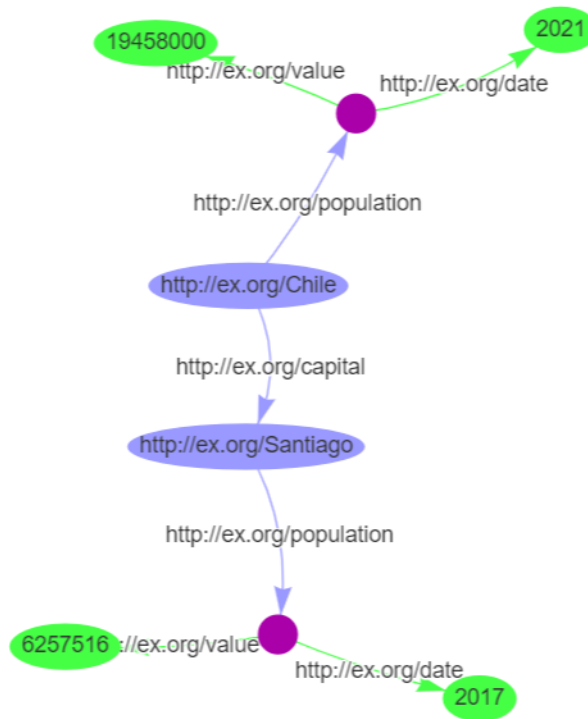 19458000
2021
http://ex.org/value
http://ex.org/date
http://ex.org/population
http://ex.org/Chile
http://ex.org/capital
http://ex.org/Santiago
http://ex.org/population
6257516
://ex.org/value
http://ex.org/date
2017